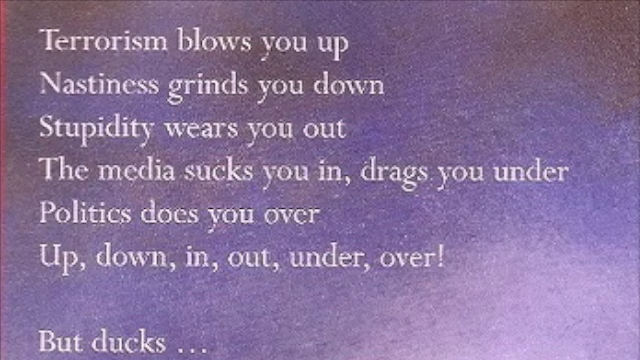 Terrorism blows you up
Nastiness grinds you down
Stupidity wears you out
The media sucks you in, drags you under
Politics does you over
Up, down, in, out, under, over!
But ducks …